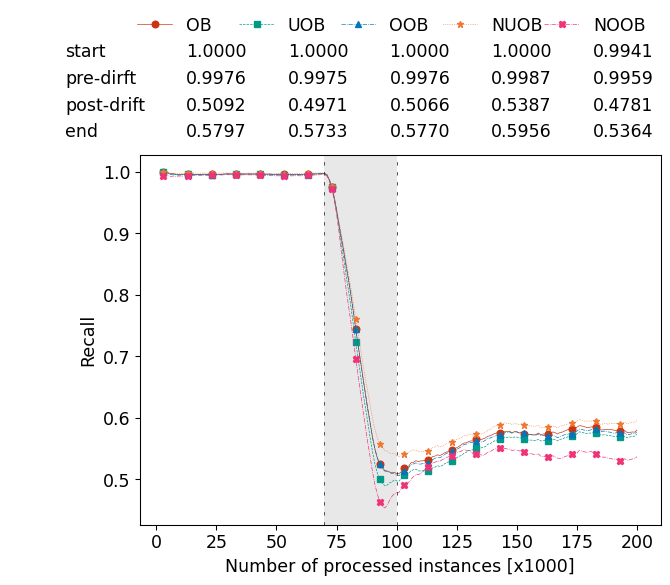 OB UOB OOB NUOB NOOB
start 1.0000 1.0000 1.0000 1.0000 0.9941
pre-dirft 0.9976 0.9975 0.9976 0.9987 0.9959
post-drift 0.5092 0.4971 0.5066 0.5387 0.4781
end 0.5797 0.5733 0.5770 0.5956 0.5364
1.0
0.9
0.8
0.7
0.6
0.5
Recall
0 25 50 75 100 125 150 175 200
Number of processed instances [x1000]